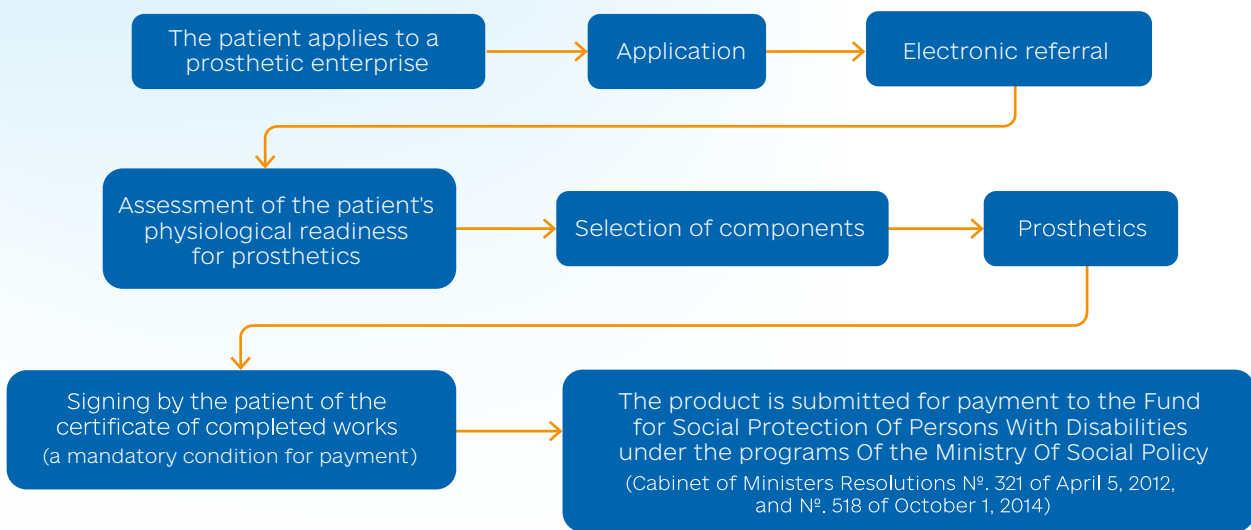 The patient applies to a
prosthetic enterprise
Application
Electronic referral
Assessment of the patient's
physiological readiness
for prosthetics
Selection of components
Prosthetics
Signing by the patient of the
certificate of completed works
(a mandatory condition for payment)
The product is submitted for payment to the Fund
for Social Protection Of Persons With Disabilities
under the programs Of the Ministry Of Social Policy
(Cabinet of Ministers Resolutions №. 321 of April 5, 2012,
and №. 518 of October 1, 2014)